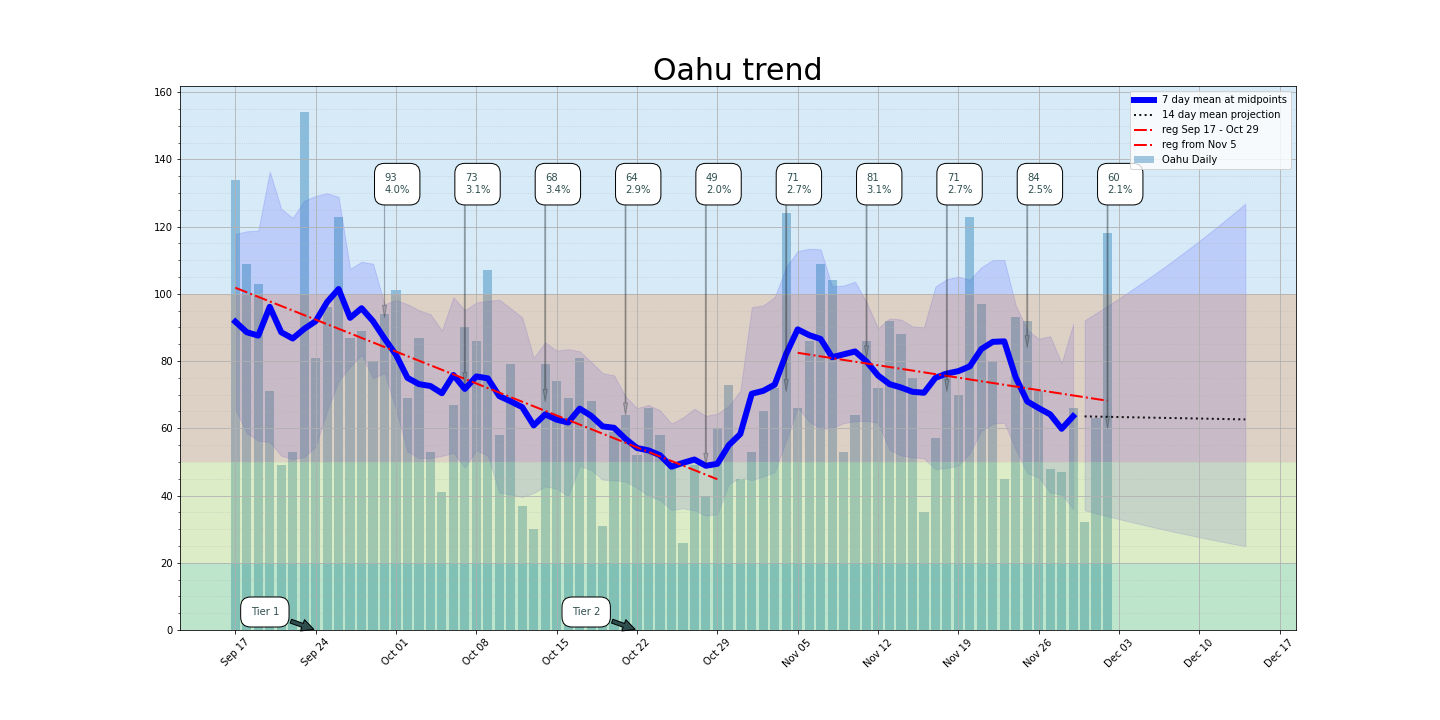 Oahu trend
160
140
120
100
80
60
40
20
0
7 day mean at midpoints
14 day mean projection
reg Sep 17 - Oct 29
reg from Nov 5
Oahu Daily
93
4.0%
73
3.1%
68
3.4%
64
2.9%
49
2.0%
71
2.7%
81
3.1%
71
2.7%
84
2.5%
60
2.1%
Tier 1
Tier 2
Sep 17
Sep 24
Oct 01
Oct 08
Oct 15
Oct 22
Oct 29
Nov 05
Nov 12
Nov 19
Nov 26
Dec 03
Dec 10
Dec 17